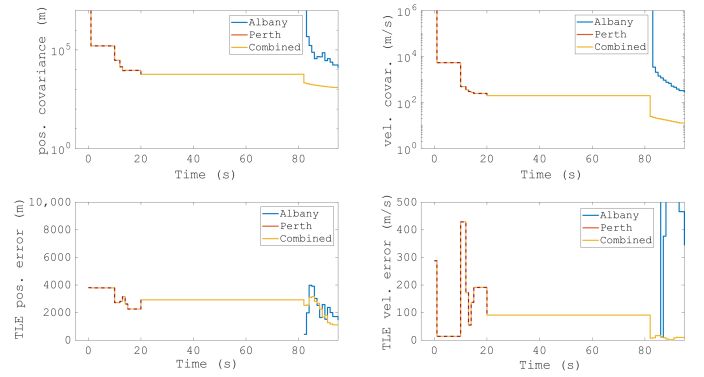 pos. covariance (m)
10^5
10^0
0 20 40 60 80
Time (s)
Albany
Perth
Combined
vel. covar. (m/s)
10^6
10^4
10^2
10^0
0 20 40 60 80
Time (s)
Albany
Perth
Combined
TLE pos. error (m)
10,000
8000
6000
4000
2000
0
0 20 40 60 80
Time (s)
Albany
Perth
Combined
TLE vel. error (m/s)
500
400
300
200
100
0
0 20 40 60 80
Time (s)
Albany
Perth
Combined